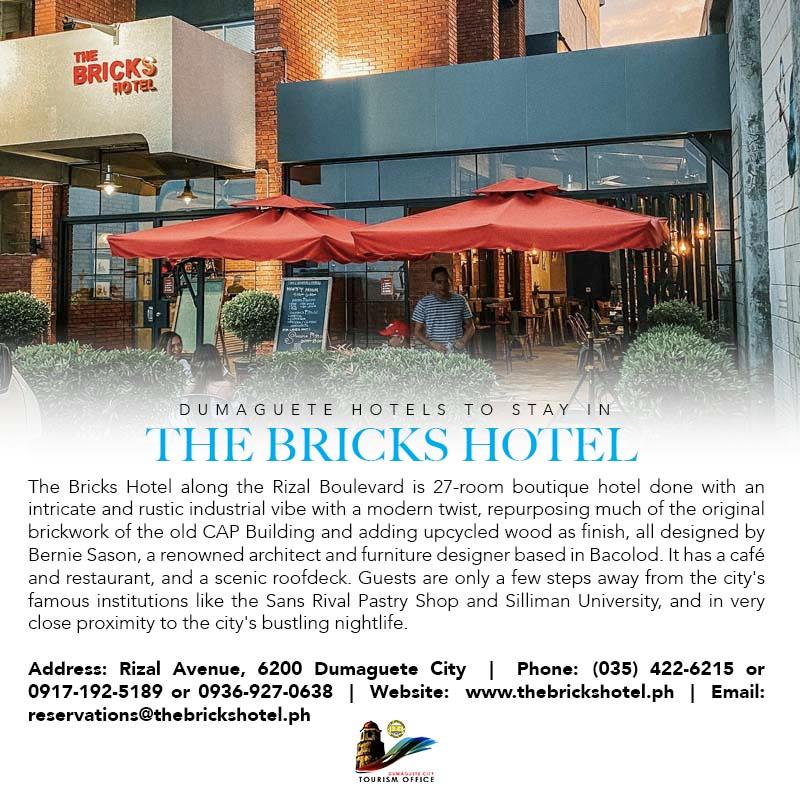 THE
BRICKS
HOTEL
DUMAGUETE HOTELS TO STAY IN
THE BRICKS HOTEL
The Bricks Hotel along the Rizal Boulevard is 27-room boutique hotel done with an
intricate and rustic industrial vibe with a modern twist, repurposing much of the original
brickwork of the old CAP Building and adding upcycled wood as finish, all designed by
Bernie Sason, a renowned architect and furniture designer based in Bacolod. It has a café
and restaurant, and a scenic roofdeck. Guests are only a few steps away from the city's
famous institutions like the Sans Rival Pastry Shop and Silliman University, and in very
close proximity to the city's bustling nightlife.
Address: Rizal Avenue, 6200 Dumaguete City | Phone: (035) 422-6215 or
0917-192-5189 or 0936-927-0638 | Website: www.thebrickshotel.ph | Email:
reservations@thebrickshotel.ph
DUMAGUETE CITY
TOURISM OFFICE